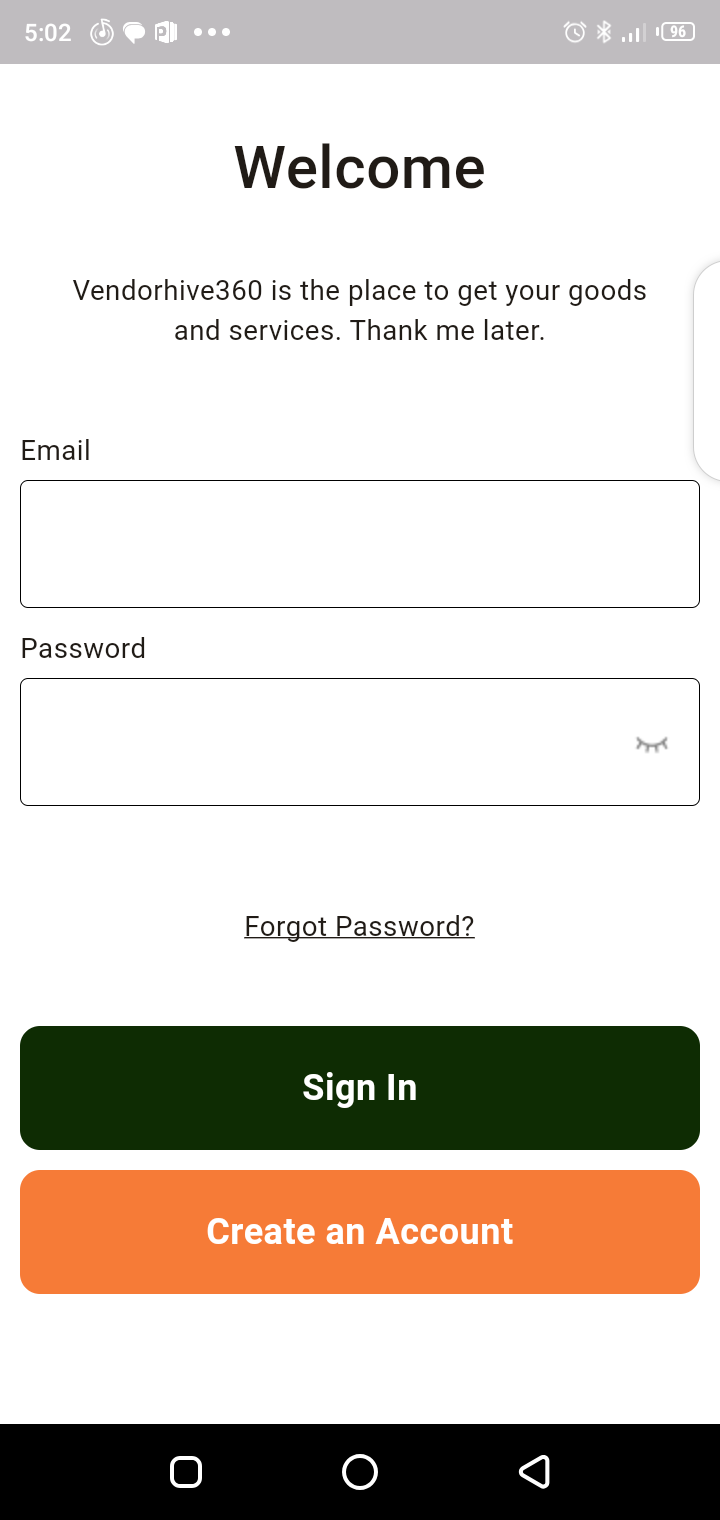 5:02
96
Welcome
Vendorhive360 is the place to get your goods
and services. Thank me later.
Email
Password
Forgot Password?
Sign In
Create an Account